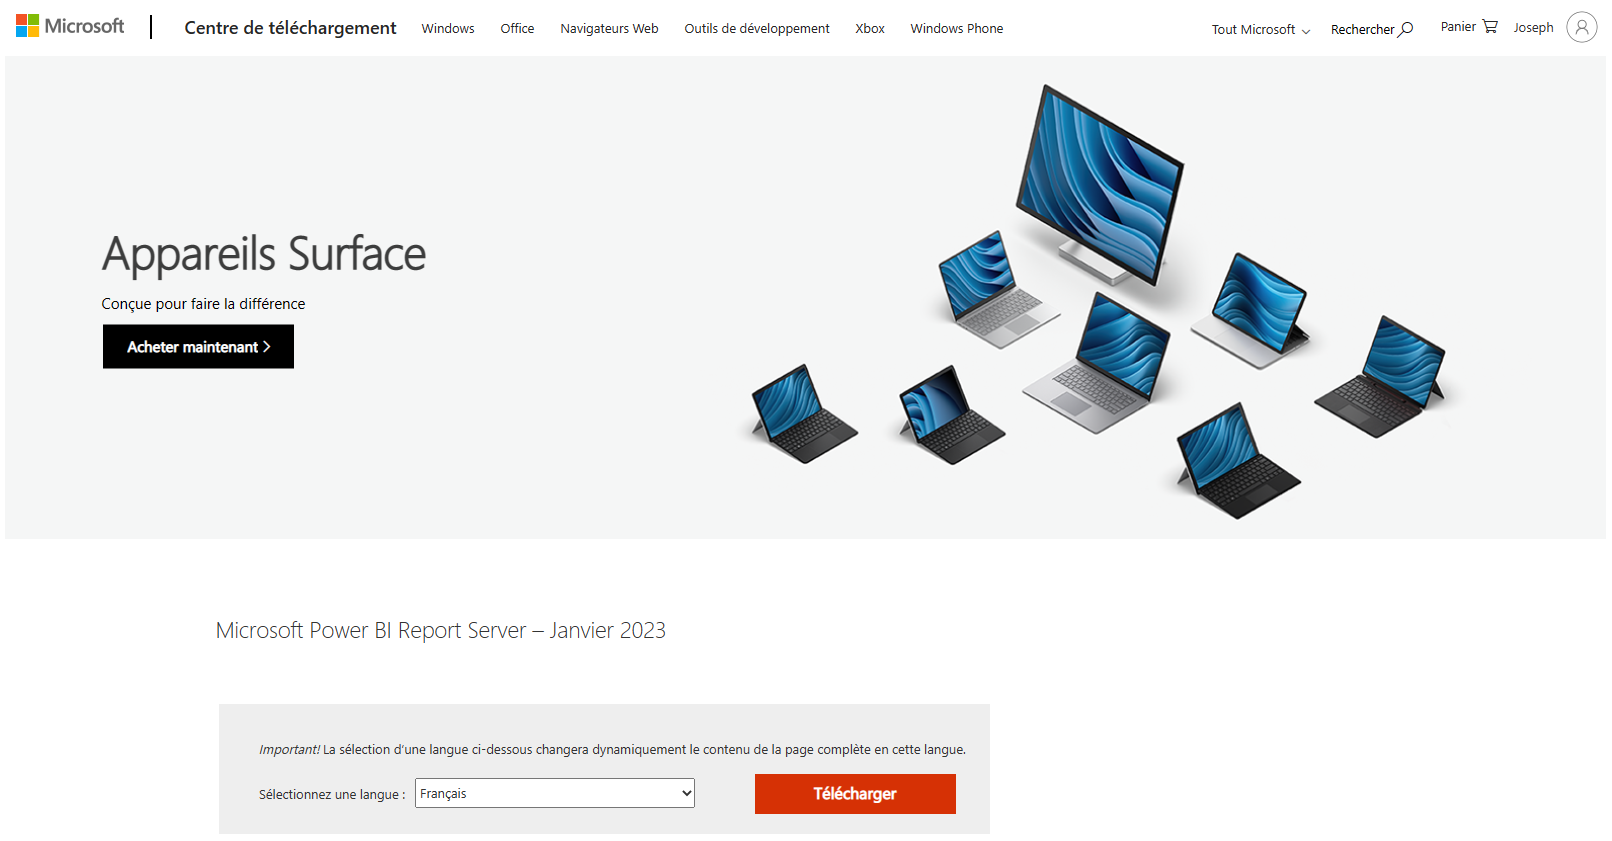 Microsoft
Centre de téléchargement Windows Office Navigateurs Web Outils de développement Xbox Windows Phone Tout Microsoft Rechercher Panier Joseph
Appareils Surface
Conçue pour faire la différence
Acheter maintenant
Microsoft Power BI Report Server – Janvier 2023
Important! La sélection d'une langue ci-dessous changera dynamiquement le contenu de la page complète en cette langue.
Sélectionnez une langue : Français Télécharger